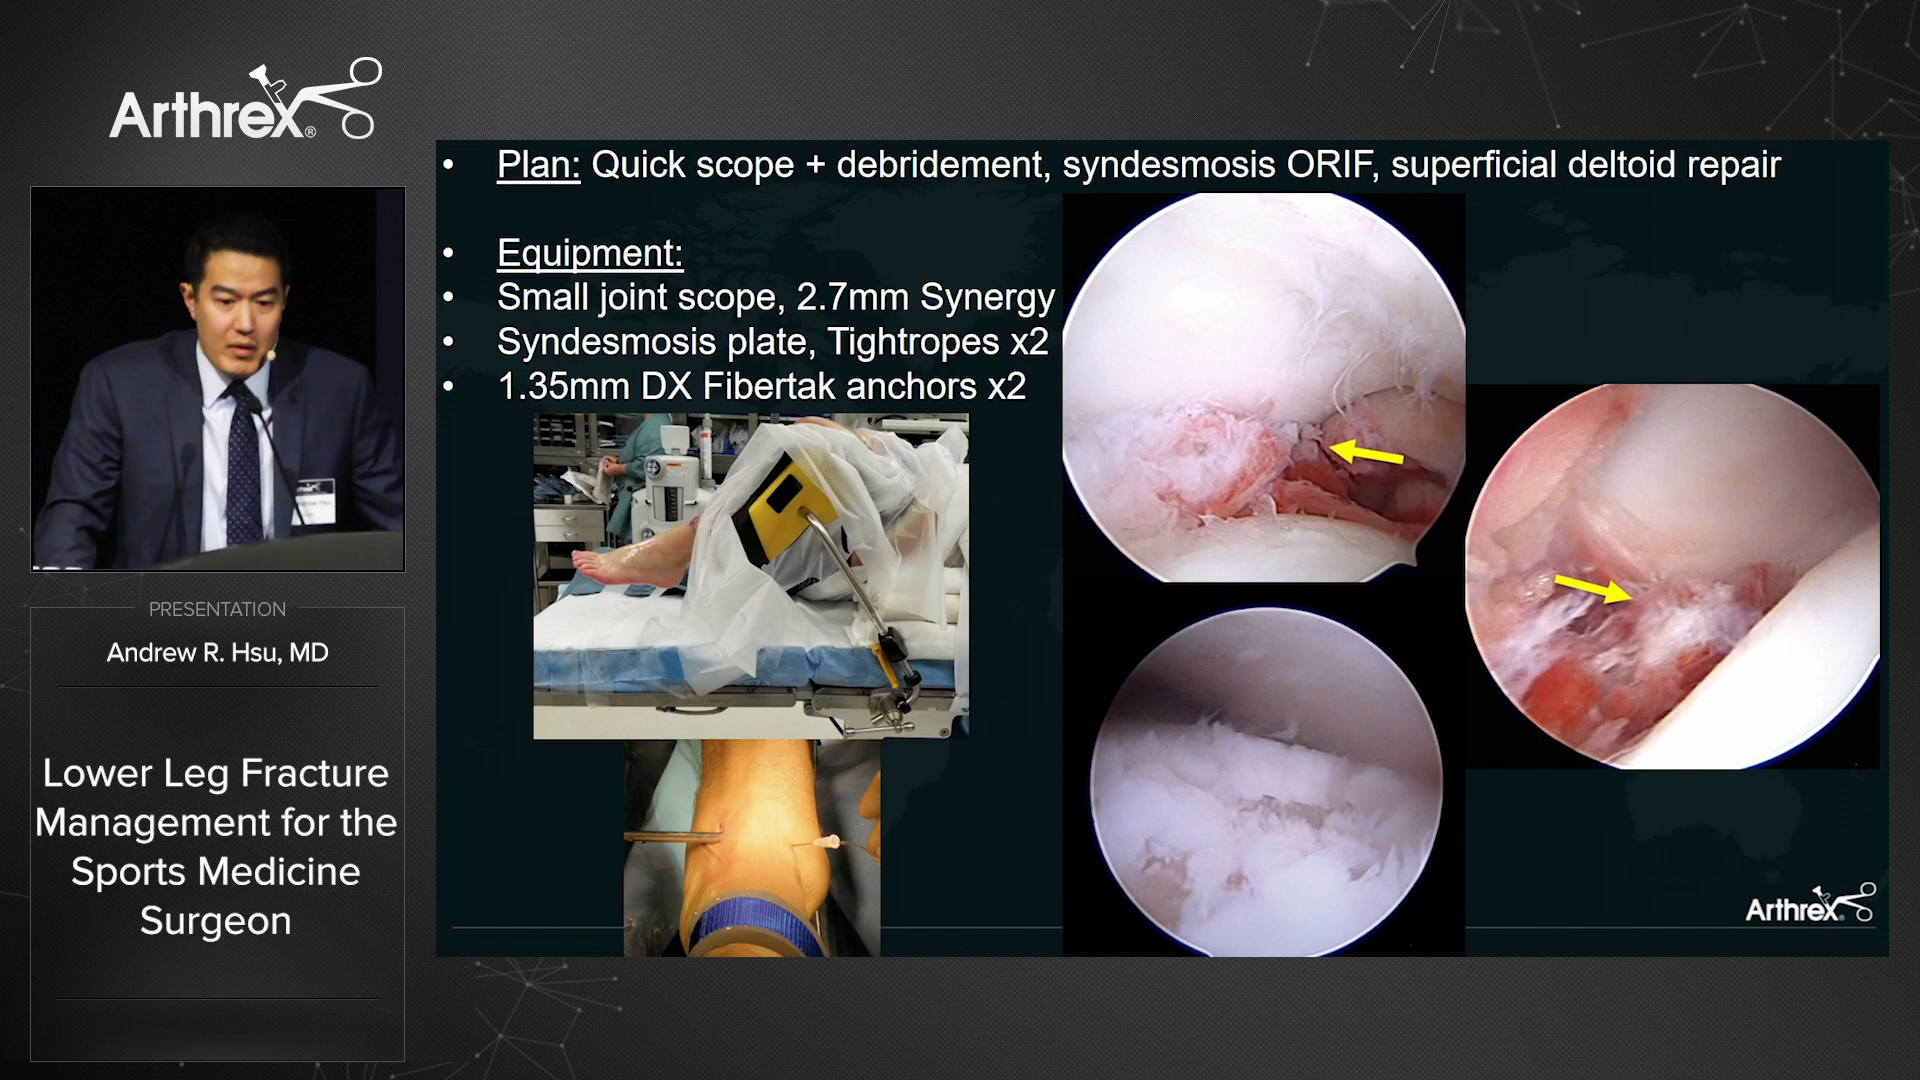 Arthrex®
• Plan: Quick scope + debridement, syndesmosis ORIF, superficial deltoid repair
• Equipment:
• Small joint scope, 2.7mm Synergy
• Syndesmosis plate, Tightropes x2
• 1.35mm DX Fibertak anchors x2
PRESENTATION
Andrew R. Hsu, MD
Lower Leg Fracture
Management for the
Sports Medicine
Surgeon
Arthrex